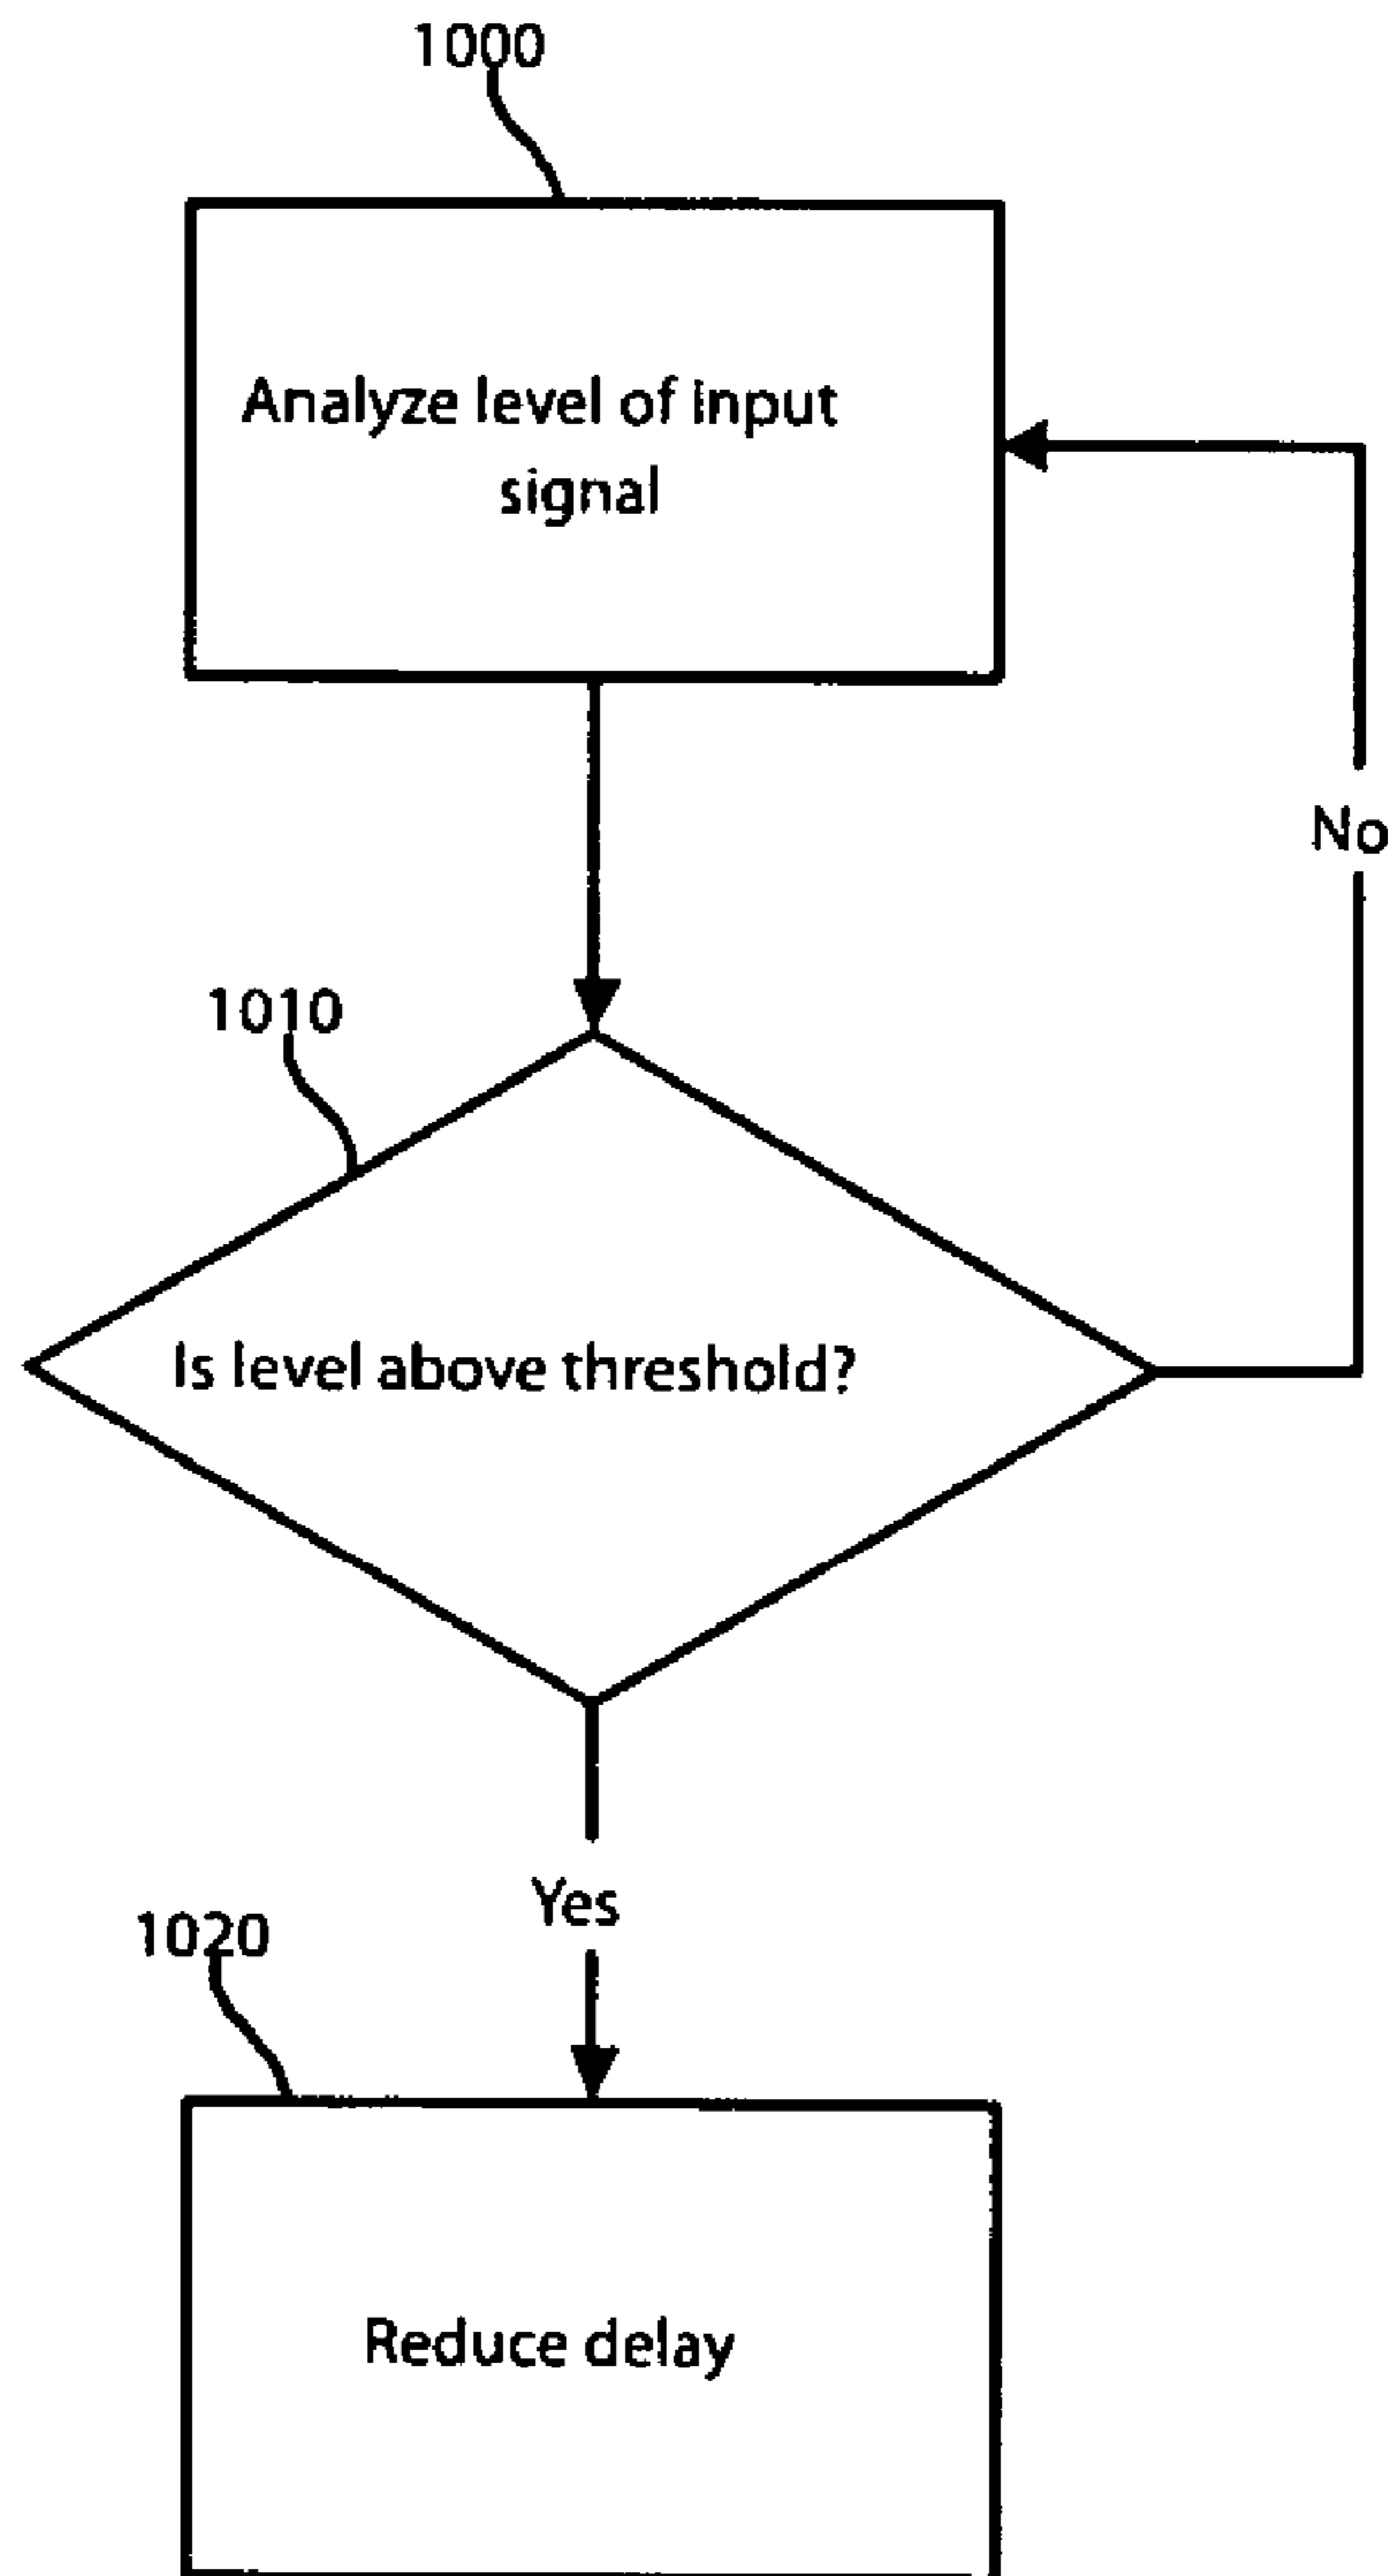 1000
Analyze level of input
signal
No
1010
Is level above threshold?
Yes
1020
Reduce delay